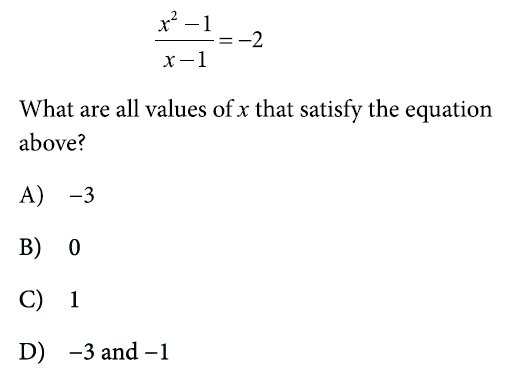 x² − 1
x − 1
= −2
What are all values of x that satisfy the equation
above?
A) −3
B) 0
C) 1
D) −3 and −1